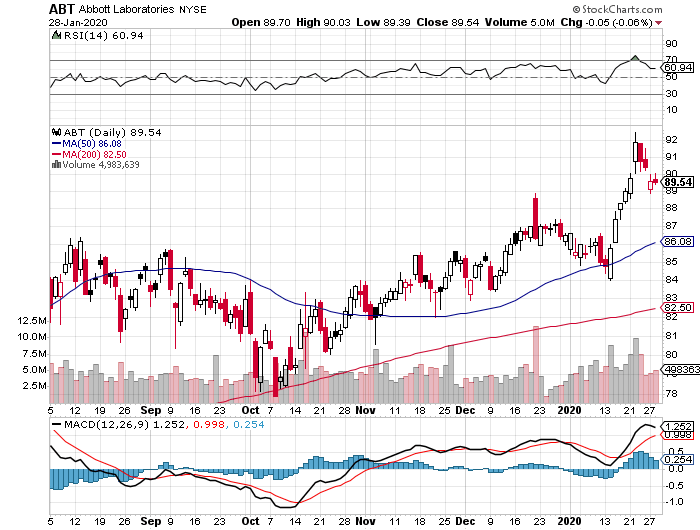 ABT Abbott Laboratories NYSE © StockCharts.com
28-Jan-2020 Open 89.70 High 90.03 Low 89.39 Close 89.54 Volume 5.0M Chg -0.05 (-0.06%)
RSI(14) 60.94
90
70
60.94
50
30
10
ABT (Daily) 89.54
MA(50) 86.08
MA(200) 82.50
Volume 4,983,639
92
91
90
89.54
89
88
87
86.08
85
84
83
82.50
82
81
80
79
78
12.5M
10.0M
7.5M
5.0M
2.5M
4983639
5 12 19 26 Sep 9 16 23 Oct 7 14 21 28 Nov 11 18 25 Dec 9 16 23 2020 13 21 27
MACD(12,26,9) 1.252, 0.998, 0.254
1.252
0.998
0.5
0.254
0.0
-0.5
-1.0
5 12 19 26 Sep 9 16 23 Oct 7 14 21 28 Nov 11 18 25 Dec 9 16 23 2020 13 21 27